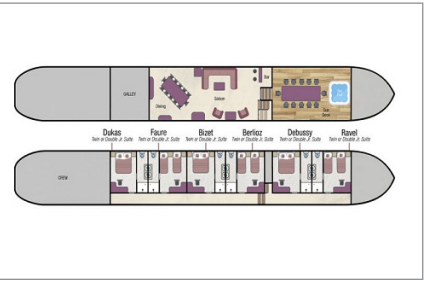 GALLEY
Dining
Saloon
Bar
Sun
Deck
Dukas
Twin or Double Jr. Suite
Faure
Twin or Double Jr. Suite
Bizet
Twin or Double Jr. Suite
Berlioz
Twin or Double Jr. Suite
Debussy
Twin or Double Jr. Suite
Ravel
Twin or Double Jr. Suite
CREW